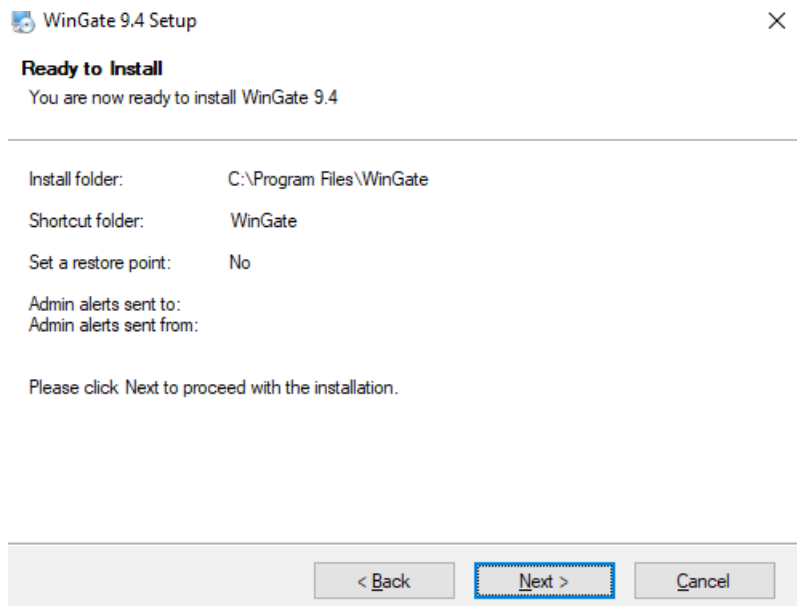 WinGate 9.4 Setup
Ready to Install
You are now ready to install WinGate 9.4
Install folder: C:\Program Files\WinGate
Shortcut folder: WinGate
Set a restore point: No
Admin alerts sent to:
Admin alerts sent from:
Please click Next to proceed with the installation.
< Back Next > Cancel